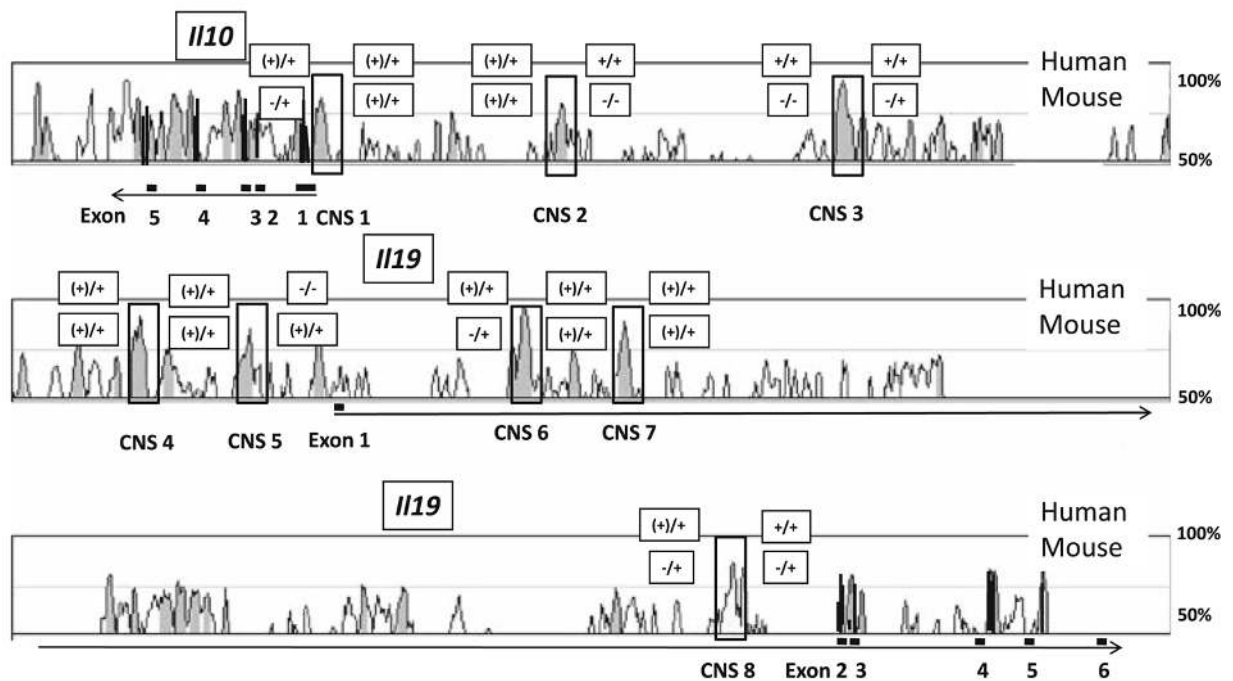 Il10
(+)/+ (+)/+ (+)/+ +/+ +/+ +/+ Human 100%
-/+ (+)/+ (+)/+ -/- -/- -/+ Mouse
50%
Exon 5 4 3 2 1 CNS 1 CNS 2 CNS 3
Il19
(+)/+ (+)/+ -/- (+)/+ (+)/+ (+)/+ Human 100%
(+)/+ (+)/+ (+)/+ -/+ (+)/+ (+)/+ Mouse
50%
CNS 4 CNS 5 Exon 1 CNS 6 CNS 7
Il19
(+)/+ +/+ Human 100%
-/+ -/+ Mouse
50%
CNS 8 Exon 2 3 4 5 6